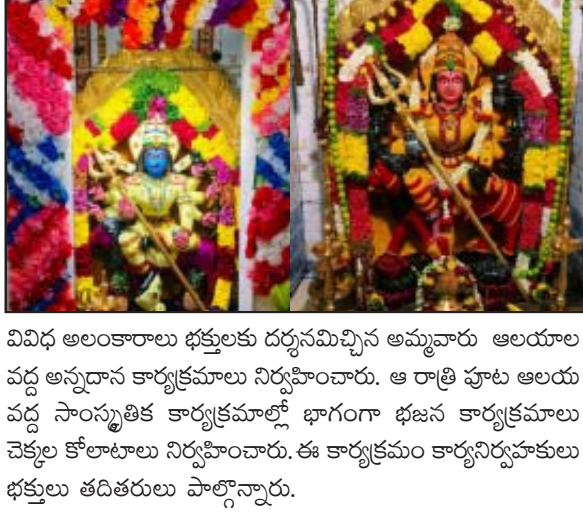 వివిధ అలంకారాలు భక్తులకు దర్శనమిచ్చిన అమ్మవారు ఆలయాల
వద్ద అన్నదాన కార్యక్రమాలు నిర్వహించారు. ఆ రాత్రి పూట ఆలయ
వద్ద సాంస్కృతిక కార్యక్రమాల్లో భాగంగా భజన కార్యక్రమాలు
చెక్కల కోలాటాలు నిర్వహించారు.ఈ కార్యక్రమం కార్యనిర్వహకులు
భక్తులు తదితరులు పాల్గొన్నారు.